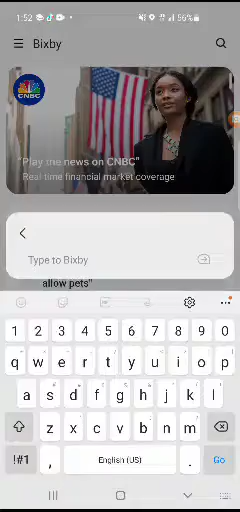 1:52
56%
Bixby
CNBC
"Play the news on CNBC"
Real time financial market coverage
Type to Bixby
allow pets"
1 2 3 4 5 6 7 8 9 0
q w e r t y u i o p
a s d f g h j k l
z x c v b n m
!#1 , English (US) . Go